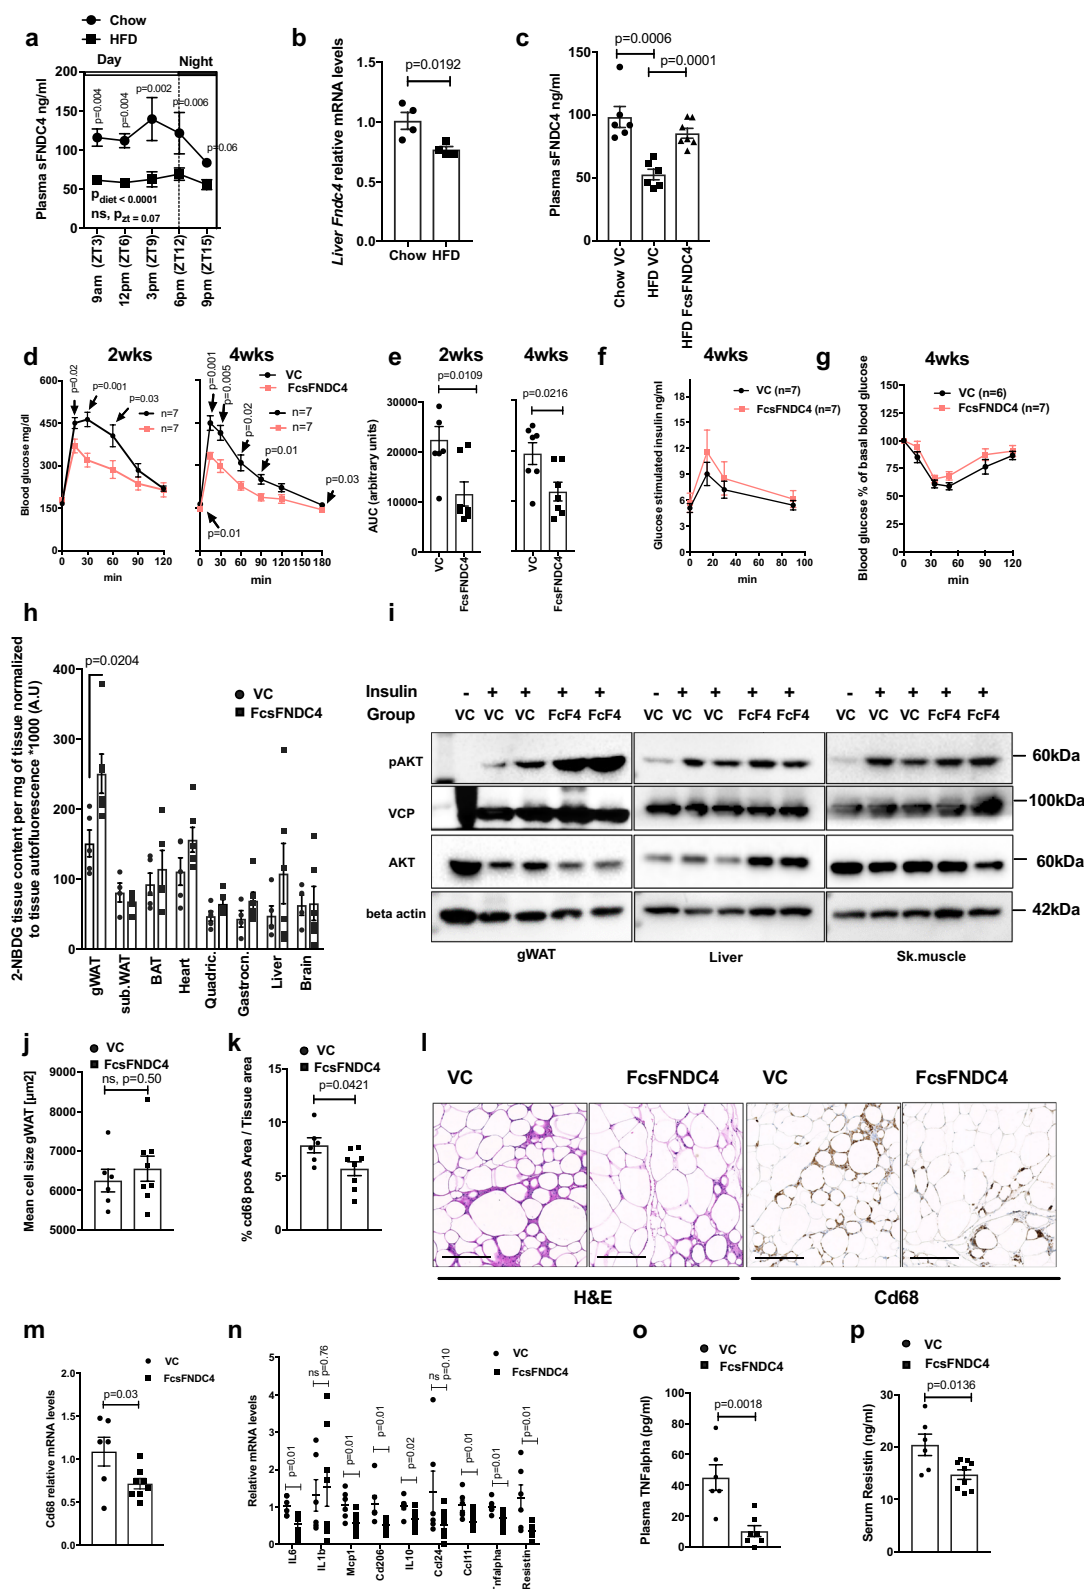 a
Chow
HFD
Day
Night
Plasma sFNDC4 ng/ml
200
150
100
50
0
p=0.004
p=0.004
p=0.002
p=0.006
p=0.06
pdiet < 0.0001
ns, pzt = 0.07
9am (ZT3)
12pm (ZT6)
3pm (ZT9)
6pm (ZT12)
9pm (ZT15)
b
Liver Fndc4 relative mRNA levels
1.5
1.0
0.5
0.0
p=0.0192
Chow HFD
c
Plasma sFNDC4 ng/ml
150
100
50
0
p=0.0006
p=0.0001
Chow VC
HFD VC
HFD FcsFNDC4
d
2wks
4wks
Blood glucose mg/dl
600
450
300
150
0
p=0.02
p=0.001
p=0.03
n=7
n=7
0 30 60 90 120
min
VC
FcsFNDC4
p=0.001
p=0.005
p=0.02
p=0.01
p=0.03
p=0.01
n=7
n=7
0 30 60 90 120 150 180
min
e
2wks
4wks
AUC (arbitrary units)
30000
20000
10000
0
p=0.0109
p=0.0216
VC
FcsFNDC4
VC
FcsFNDC4
f
4wks
Glucose stimulated insulin ng/ml
18
15
12
9
6
3
0
VC (n=7)
FcsFNDC4 (n=7)
0 20 40 60 80 100
min
g
4wks
Blood glucose % of basal blood glucose
150
100
50
0
VC (n=6)
FcsFNDC4 (n=7)
0 30 60 90 120
min
h
2-NBDG tissue content per mg of tissue normalized
to tissue autofluorescence *1000 (A.U)
400
300
200
100
0
p=0.0204
VC
FcsFNDC4
gWAT
sub.WAT
BAT
Heart
Quadric.
Gastrocn.
Liver
Brain
i
Insulin - + + + + - + + + + - + + + +
Group VC VC VC FcF4 FcF4 VC VC VC FcF4 FcF4 VC VC VC FcF4 FcF4
pAKT
60kDa
VCP
100kDa
AKT
60kDa
beta actin
42kDa
gWAT Liver Sk.muscle
j
VC
FcsFNDC4
ns, p=0.50
Mean cell size gWAT [µm2]
9000
8000
7000
6000
5000
k
VC
FcsFNDC4
p=0.0421
% cd68 pos Area / Tissue area
15
10
5
0
l
VC FcsFNDC4 VC FcsFNDC4
H&E Cd68
m
VC
FcsFNDC4
p=0.03
Cd68 relative mRNA levels
2.0
1.5
1.0
0.5
0.0
n
VC
FcsFNDC4
Relative mRNA levels
5
4
3
2
1
0
p=0.01
ns
p=0.76
p=0.01
p=0.01
p=0.02
ns
p=0.10
p=0.01
p=0.01
p=0.01
IL6
IL1b
Mcp1
Cd206
IL10
Ccl24
Ccl11
Tnfalpha
Resistin
o
VC
FcsFNDC4
p=0.0018
Plasma TNFalpha (pg/ml)
100
80
60
40
20
0
p
VC
FcsFNDC4
p=0.0136
Serum Resistin (ng/ml)
30
20
10
0